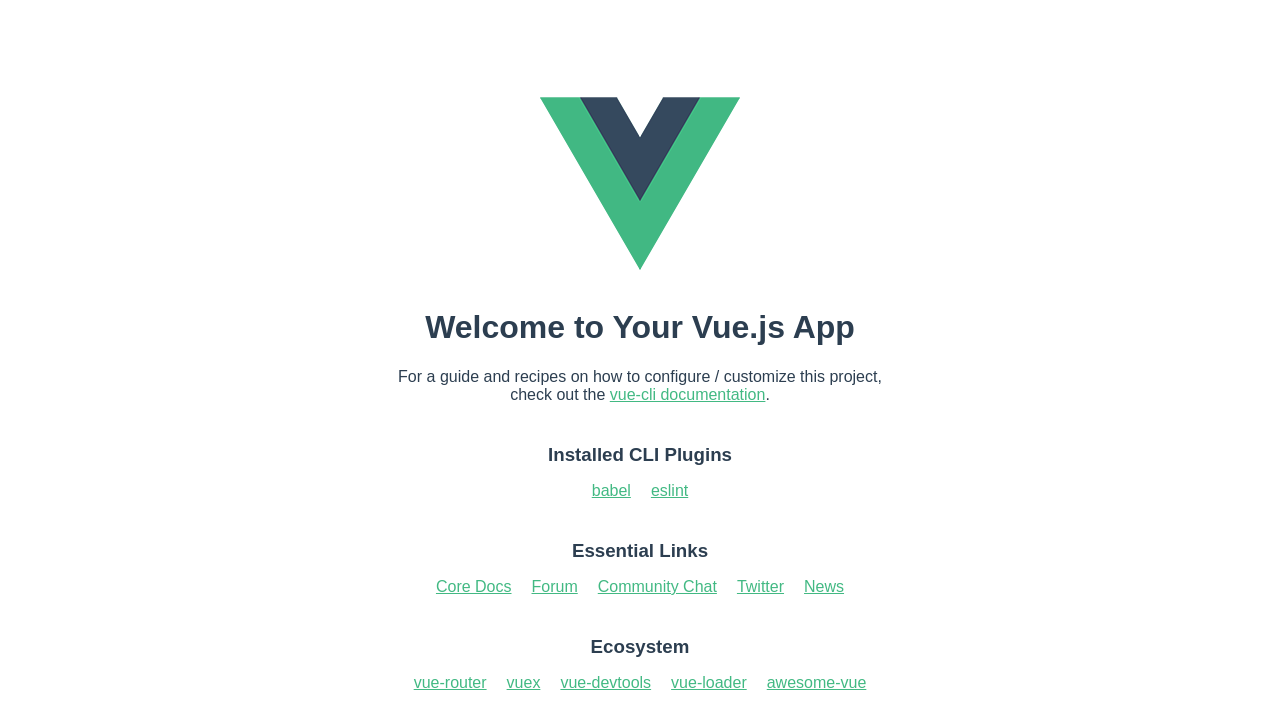 Welcome to Your Vue.js App
For a guide and recipes on how to configure / customize this project,
check out the vue-cli documentation.
Installed CLI Plugins
babel eslint
Essential Links
Core Docs Forum Community Chat Twitter News
Ecosystem
vue-router vuex vue-devtools vue-loader awesome-vue